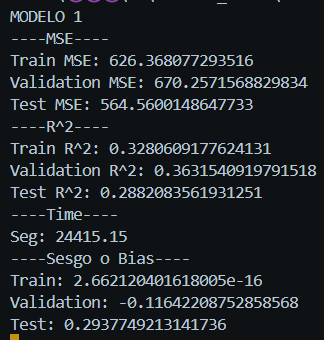 MODELO 1
----MSE----
Train MSE: 626.368077293516
Validation MSE: 670.2571568829834
Test MSE: 564.5600148647733
----R^2----
Train R^2: 0.3280609177624131
Validation R^2: 0.3631540919791518
Test R^2: 0.2882083561931251
----Time----
Seg: 24415.15
----Sesgo o Bias----
Train: 2.662120401618005e-16
Validation: -0.11642208752858568
Test: 0.2937749213141736